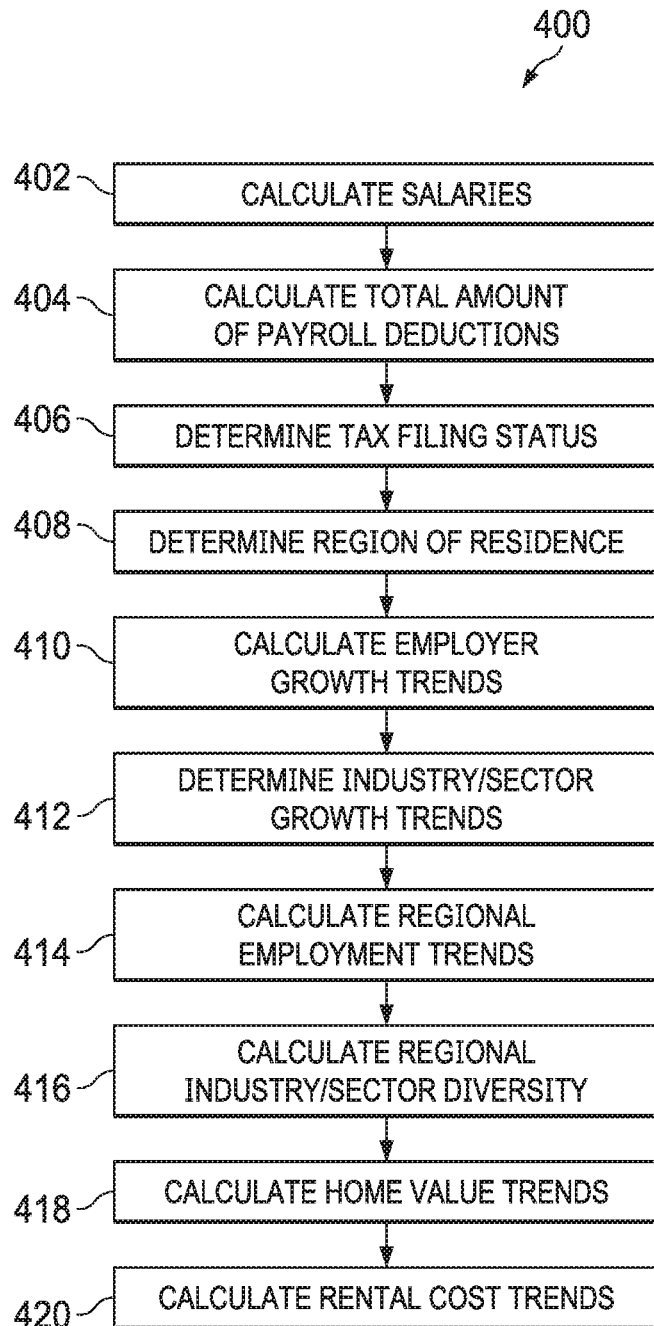 400
402
CALCULATE SALARIES
404
CALCULATE TOTAL AMOUNT
OF PAYROLL DEDUCTIONS
406
DETERMINE TAX FILING STATUS
408
DETERMINE REGION OF RESIDENCE
410
CALCULATE EMPLOYER
GROWTH TRENDS
412
DETERMINE INDUSTRY/SECTOR
GROWTH TRENDS
414
CALCULATE REGIONAL
EMPLOYMENT TRENDS
416
CALCULATE REGIONAL
INDUSTRY/SECTOR DIVERSITY
418
CALCULATE HOME VALUE TRENDS
420
CALCULATE RENTAL COST TRENDS